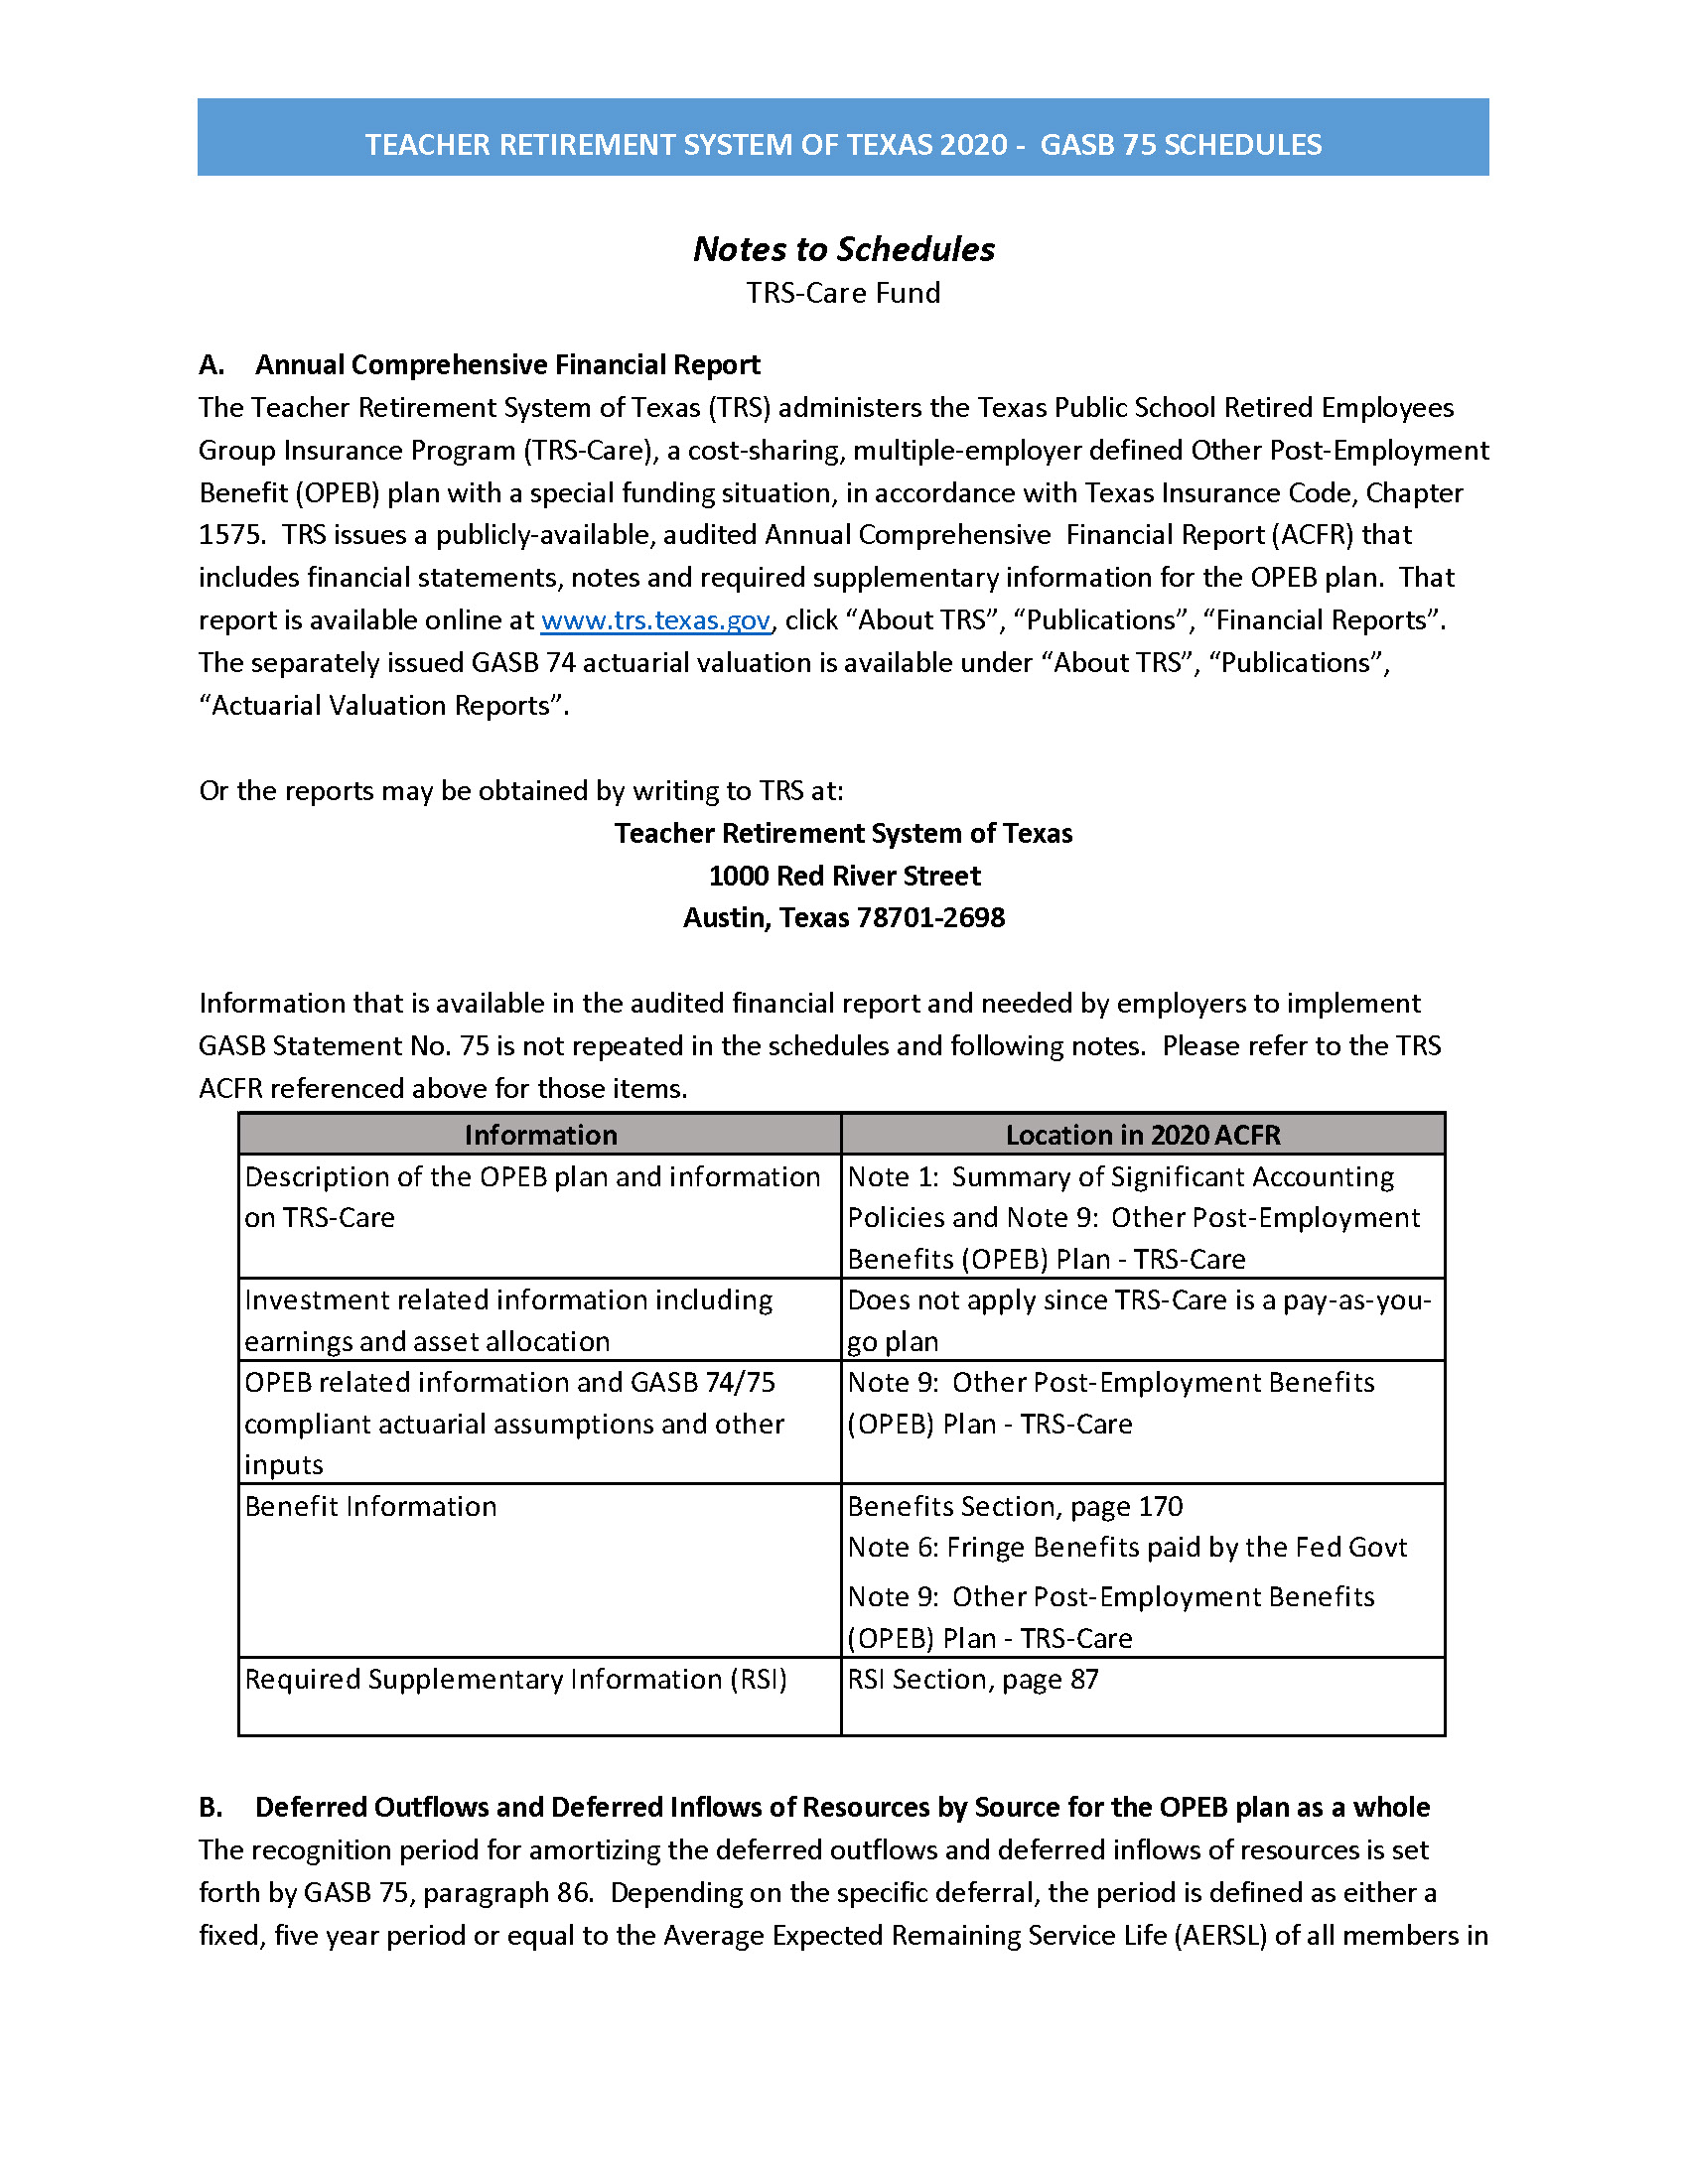 TEACHER RETIREMENT SYSTEM OF TEXAS 2020 -  GASB 75 SCHEDULES
Notes to Schedules
TRS-Care Fund
A.    Annual Comprehensive Financial Report
The Teacher Retirement System of Texas (TRS) administers the Texas Public School Retired Employees
Group Insurance Program (TRS-Care), a cost-sharing, multiple-employer defined Other Post-Employment
Benefit (OPEB) plan with a special funding situation, in accordance with Texas Insurance Code, Chapter
1575.  TRS issues a publicly-available, audited Annual Comprehensive  Financial Report (ACFR) that
includes financial statements, notes and required supplementary information for the OPEB plan.  That
report is available online at www.trs.texas.gov, click “About TRS”, “Publications”, “Financial Reports”.
The separately issued GASB 74 actuarial valuation is available under “About TRS”, “Publications”,
“Actuarial Valuation Reports”.
Or the reports may be obtained by writing to TRS at:
Teacher Retirement System of Texas
1000 Red River Street
Austin, Texas 78701-2698
Information that is available in the audited financial report and needed by employers to implement
GASB Statement No. 75 is not repeated in the schedules and following notes.  Please refer to the TRS
ACFR referenced above for those items.
Information
Location in 2020 ACFR
Description of the OPEB plan and information
on TRS-Care
Note 1:  Summary of Significant Accounting
Policies and Note 9:  Other Post-Employment
Benefits (OPEB) Plan - TRS-Care
Investment related information including
earnings and asset allocation
Does not apply since TRS-Care is a pay-as-you-
go plan
OPEB related information and GASB 74/75
compliant actuarial assumptions and other
inputs
Note 9:  Other Post-Employment Benefits
(OPEB) Plan - TRS-Care
Benefit Information
Benefits Section, page 170
Note 6: Fringe Benefits paid by the Fed Govt
Note 9:  Other Post-Employment Benefits
(OPEB) Plan - TRS-Care
Required Supplementary Information (RSI)
RSI Section, page 87
B.    Deferred Outflows and Deferred Inflows of Resources by Source for the OPEB plan as a whole
The recognition period for amortizing the deferred outflows and deferred inflows of resources is set
forth by GASB 75, paragraph 86.  Depending on the specific deferral, the period is defined as either a
fixed, five year period or equal to the Average Expected Remaining Service Life (AERSL) of all members in